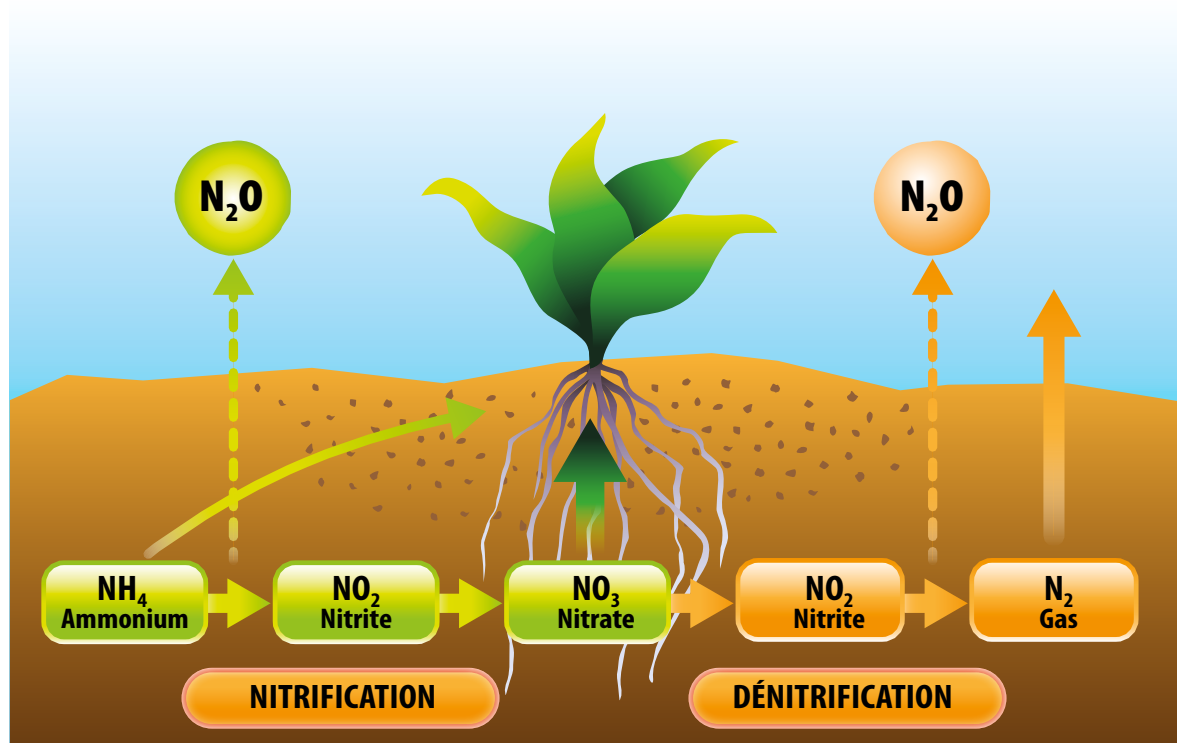 N₂O
N₂O
NH₄
Ammonium
NO₂
Nitrite
NO₃
Nitrate
NO₂
Nitrite
N₂
Gas
NITRIFICATION
DÉNITRIFICATION